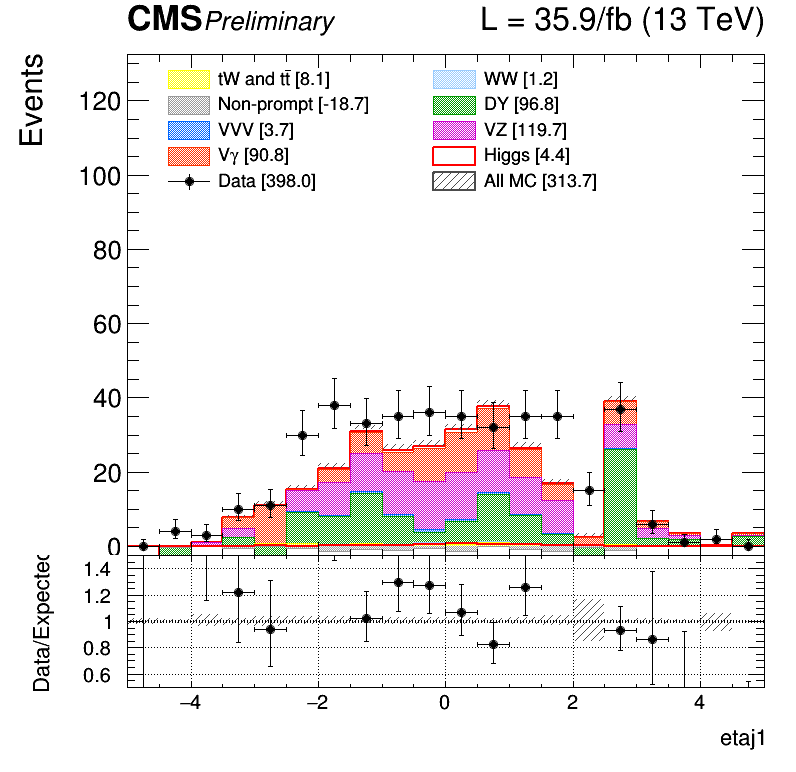 CMS Preliminary L = 35.9/fb (13 TeV)
Events
tW and tt̄ [8.1] WW [1.2]
Non-prompt [-18.7] DY [96.8]
VVV [3.7] VZ [119.7]
Vγ [90.8] Higgs [4.4]
Data [398.0] All MC [313.7]
120
100
80
60
40
20
0
Data/Expected
1.4
1.2
1
0.8
0.6
−4 −2 0 2 4
etaj1